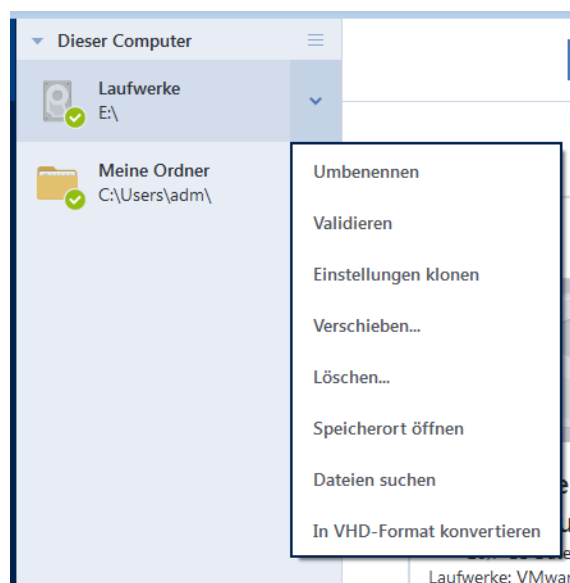 Dieser Computer
Laufwerke
E:\
Meine Ordner
C:\Users\adm\
Umbenennen
Validieren
Einstellungen klonen
Verschieben...
Löschen...
Speicherort öffnen
Dateien suchen
In VHD-Format konvertieren
Laufwerke: